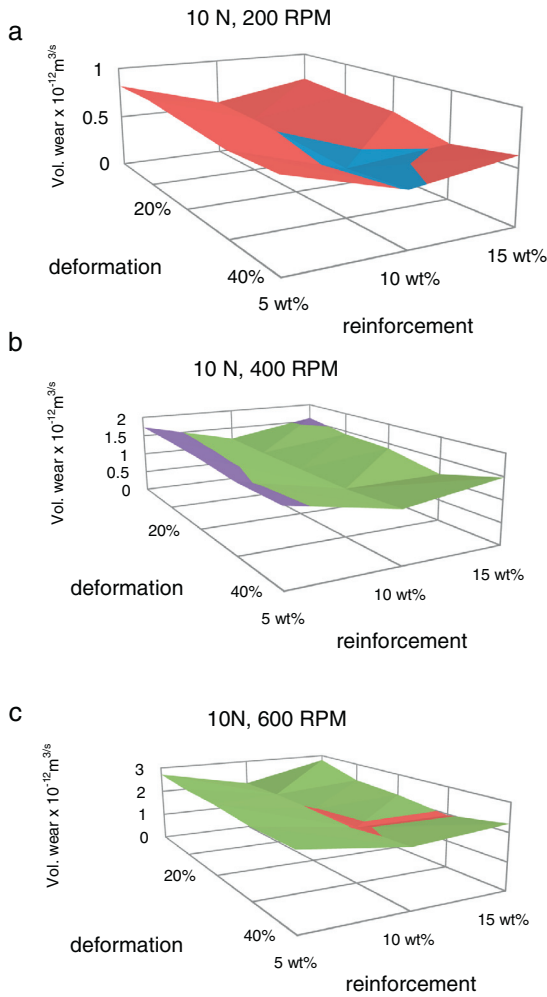 a
10 N, 200 RPM
Vol. wear x 10-12m3/s
1
0.5
0
20%
40%
deformation
5 wt%
10 wt%
15 wt%
reinforcement
b
10 N, 400 RPM
Vol. wear x 10-12m3/s
2
1.5
1
0.5
0
20%
40%
deformation
5 wt%
10 wt%
15 wt%
reinforcement
c
10N, 600 RPM
Vol. wear x 10-12m3/s
3
2
1
0
20%
40%
deformation
5 wt%
10 wt%
15 wt%
reinforcement